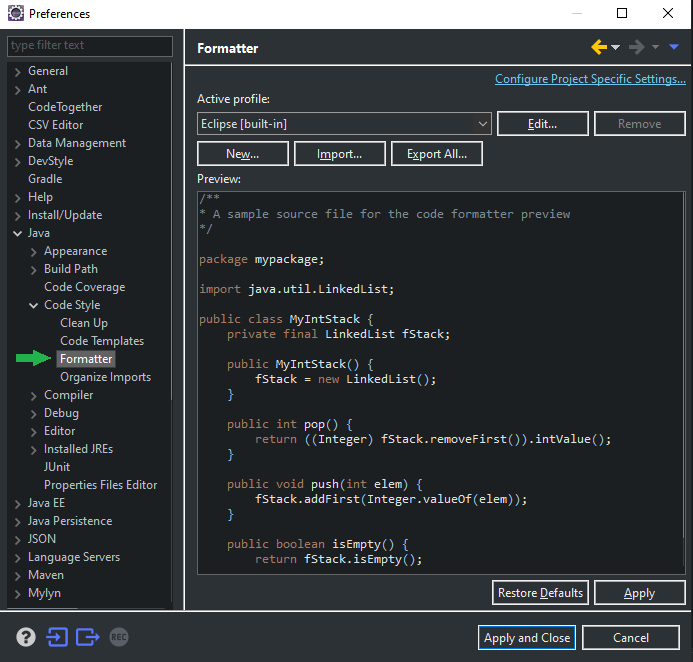 Preferences
type filter text
General
Ant
CodeTogether
CSV Editor
Data Management
DevStyle
Gradle
Help
Install/Update
Java
Appearance
Build Path
Code Coverage
Code Style
Clean Up
Code Templates
Formatter
Organize Imports
Compiler
Debug
Editor
Installed JREs
JUnit
Properties Files Editor
Java EE
Java Persistence
JSON
Language Servers
Maven
Mylyn
Formatter
Configure Project Specific Settings...
Active profile:
Eclipse [built-in]
Edit...
Remove
New...
Import...
Export All...
Preview:
/**
* A sample source file for the code formatter preview
*/
package mypackage;
import java.util.LinkedList;
public class MyIntStack {
private final LinkedList fStack;
public MyIntStack() {
fStack = new LinkedList();
}
public int pop() {
return ((Integer) fStack.removeFirst()).intValue();
}
public void push(int elem) {
fStack.addFirst(Integer.valueOf(elem));
}
public boolean isEmpty() {
return fStack.isEmpty();
Restore Defaults
Apply
?
REC
Apply and Close
Cancel